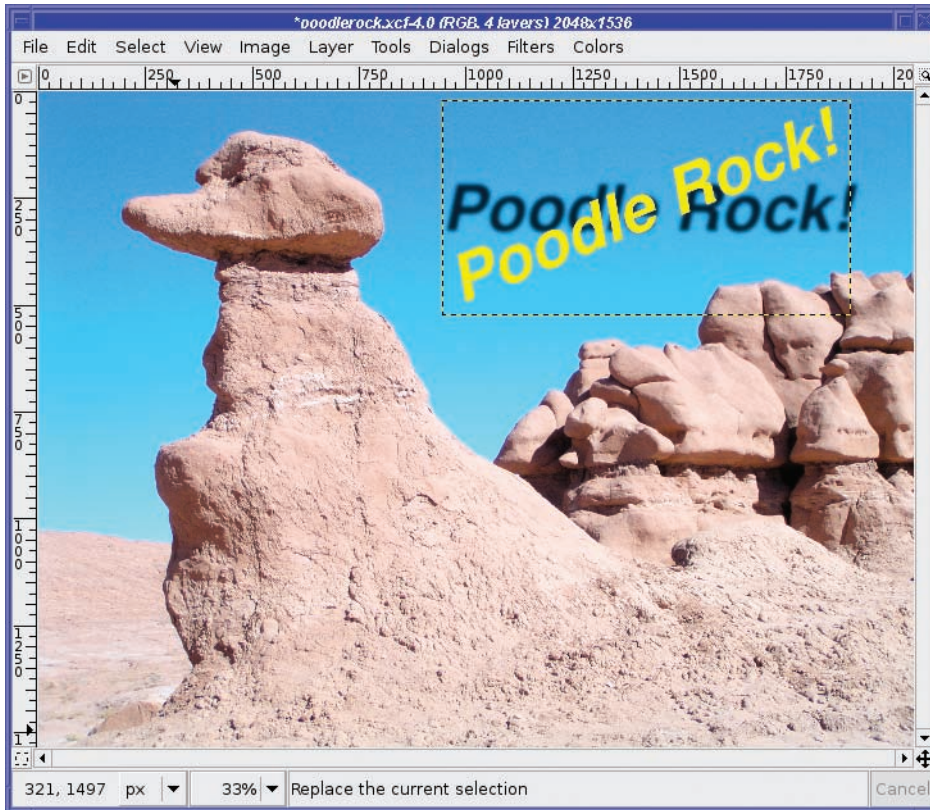 *poodlerock.xcf-4.0 (RGB, 4 layers) 2048x1536
File Edit Select View Image Layer Tools Dialogs Filters Colors
0 250 500 750 1000 1250 1500 1750 20
0
250
500
750
1000
1250
1
Poodle Rock!
Poodle Rock!
321, 1497 px 33% Replace the current selection Cancel